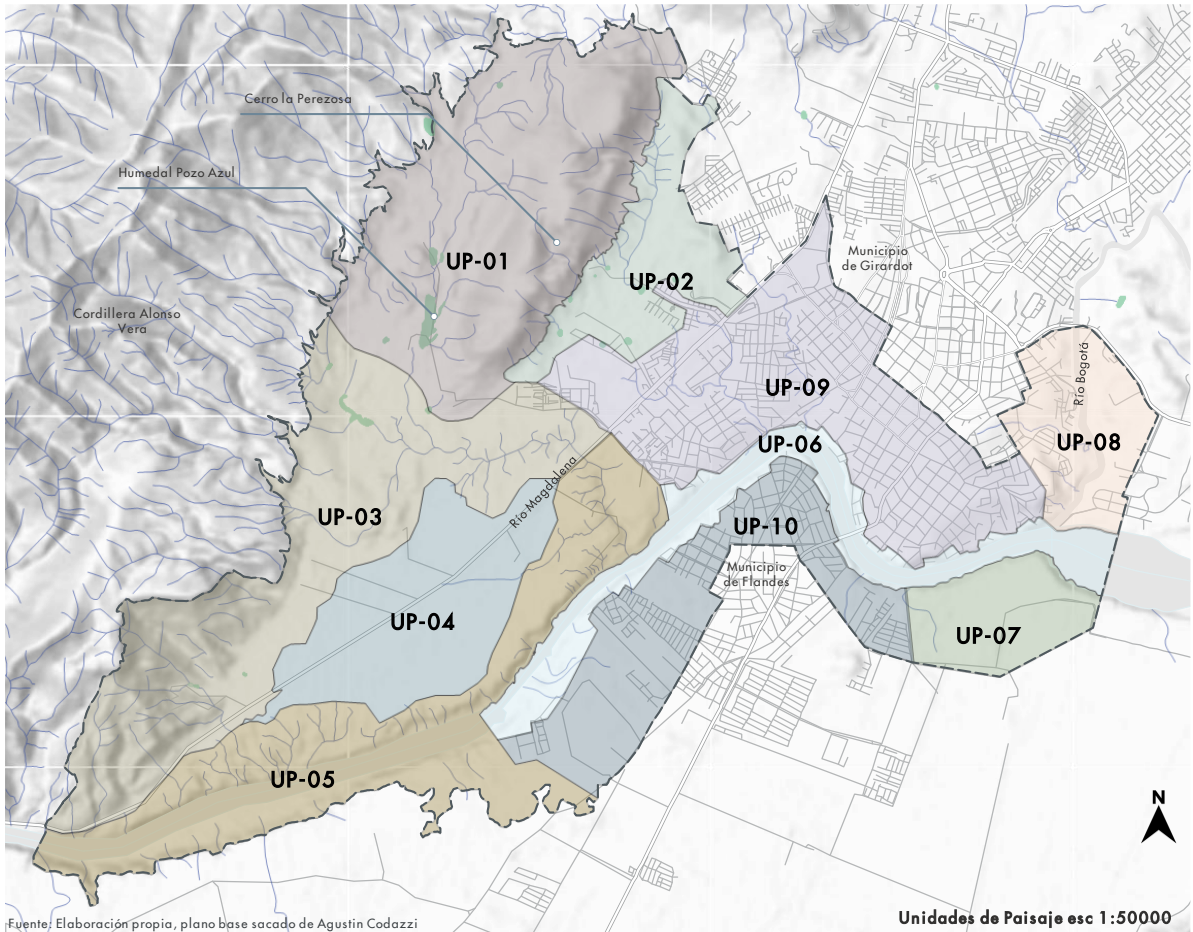 Cerro la Perezosa
Humedal Pozo Azul
UP-01
Municipio
de Girardot
UP-02
Cordillera Alonso
Vera
Río Bogotá
UP-09
UP-06
UP-08
Río Magdalena
UP-03
UP-10
Municipio
de Flandes
UP-04
UP-07
UP-05
N
Fuente: Elaboración propia, plano base sacado de Agustin Codazzi
Unidades de Paisaje esc 1:50000